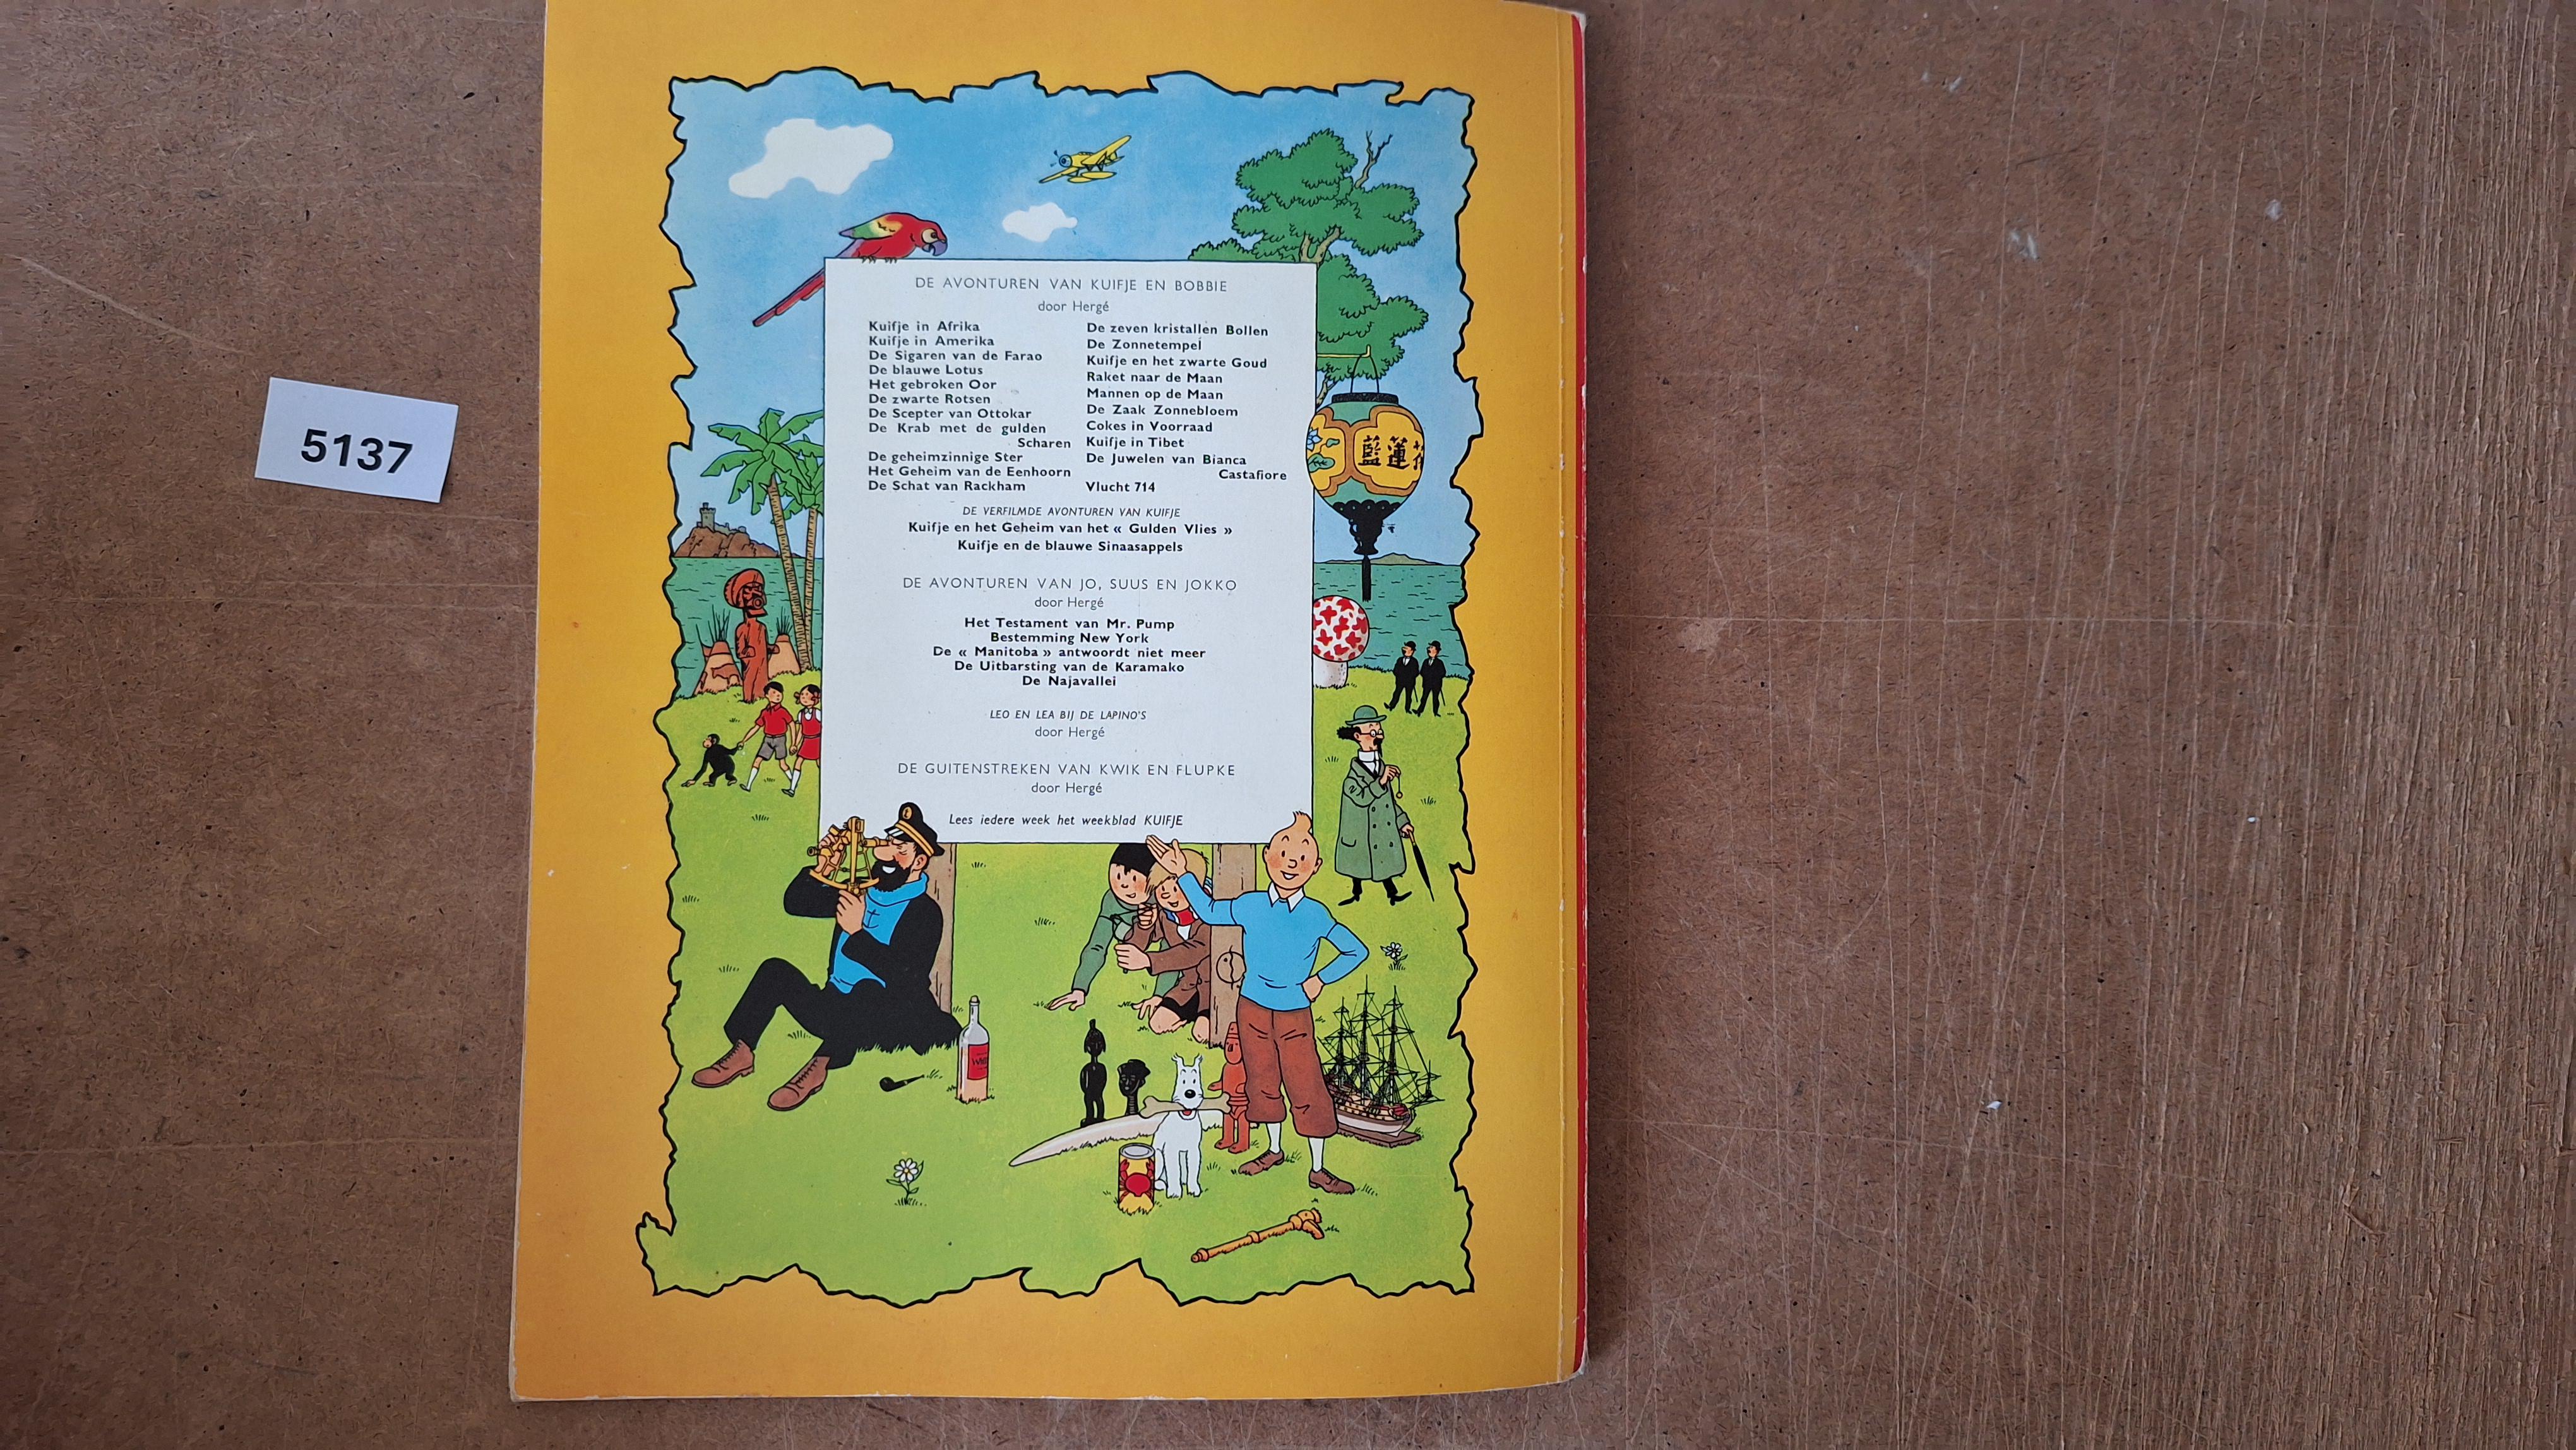 5137
DE AVONTUREN VAN KUIFJE EN BOBBIE
door Hergé
Kuifje in Afrika
Kuifje in Amerika
De Sigaren van de Farao
De blauwe Lotus
Het gebroken Oor
De zwarte Rotsen
De Scepter van Ottokar
De Krab met de gulden
Scharen
De geheimzinnige Ster
Het Geheim van de Eenhoorn
De Schat van Rackham
De zeven kristallen Bollen
De Zonnetempel
Kuifje en het zwarte Goud
Raket naar de Maan
Mannen op de Maan
De Zaak Zonnebloem
Cokes in Voorraad
Kuifje in Tibet
De Juwelen van Bianca
Castafiore
Vlucht 714
DE VERFILMDE AVONTUREN VAN KUIFJE
Kuifje en het Geheim van het « Gulden Vlies »
Kuifje en de blauwe Sinaasappels
DE AVONTUREN VAN JO, SUUS EN JOKKO
door Hergé
Het Testament van Mr. Pump
Bestemming New York
De « Manitoba » antwoordt niet meer
De Uitbarsting van de Karamako
De Najavallei
LEO EN LEA BIJ DE LAPINO'S
door Hergé
DE GUITENSTREKEN VAN KWIK EN FLUPKE
door Hergé
Lees iedere week het weekblad KUIFJE
藍蓮